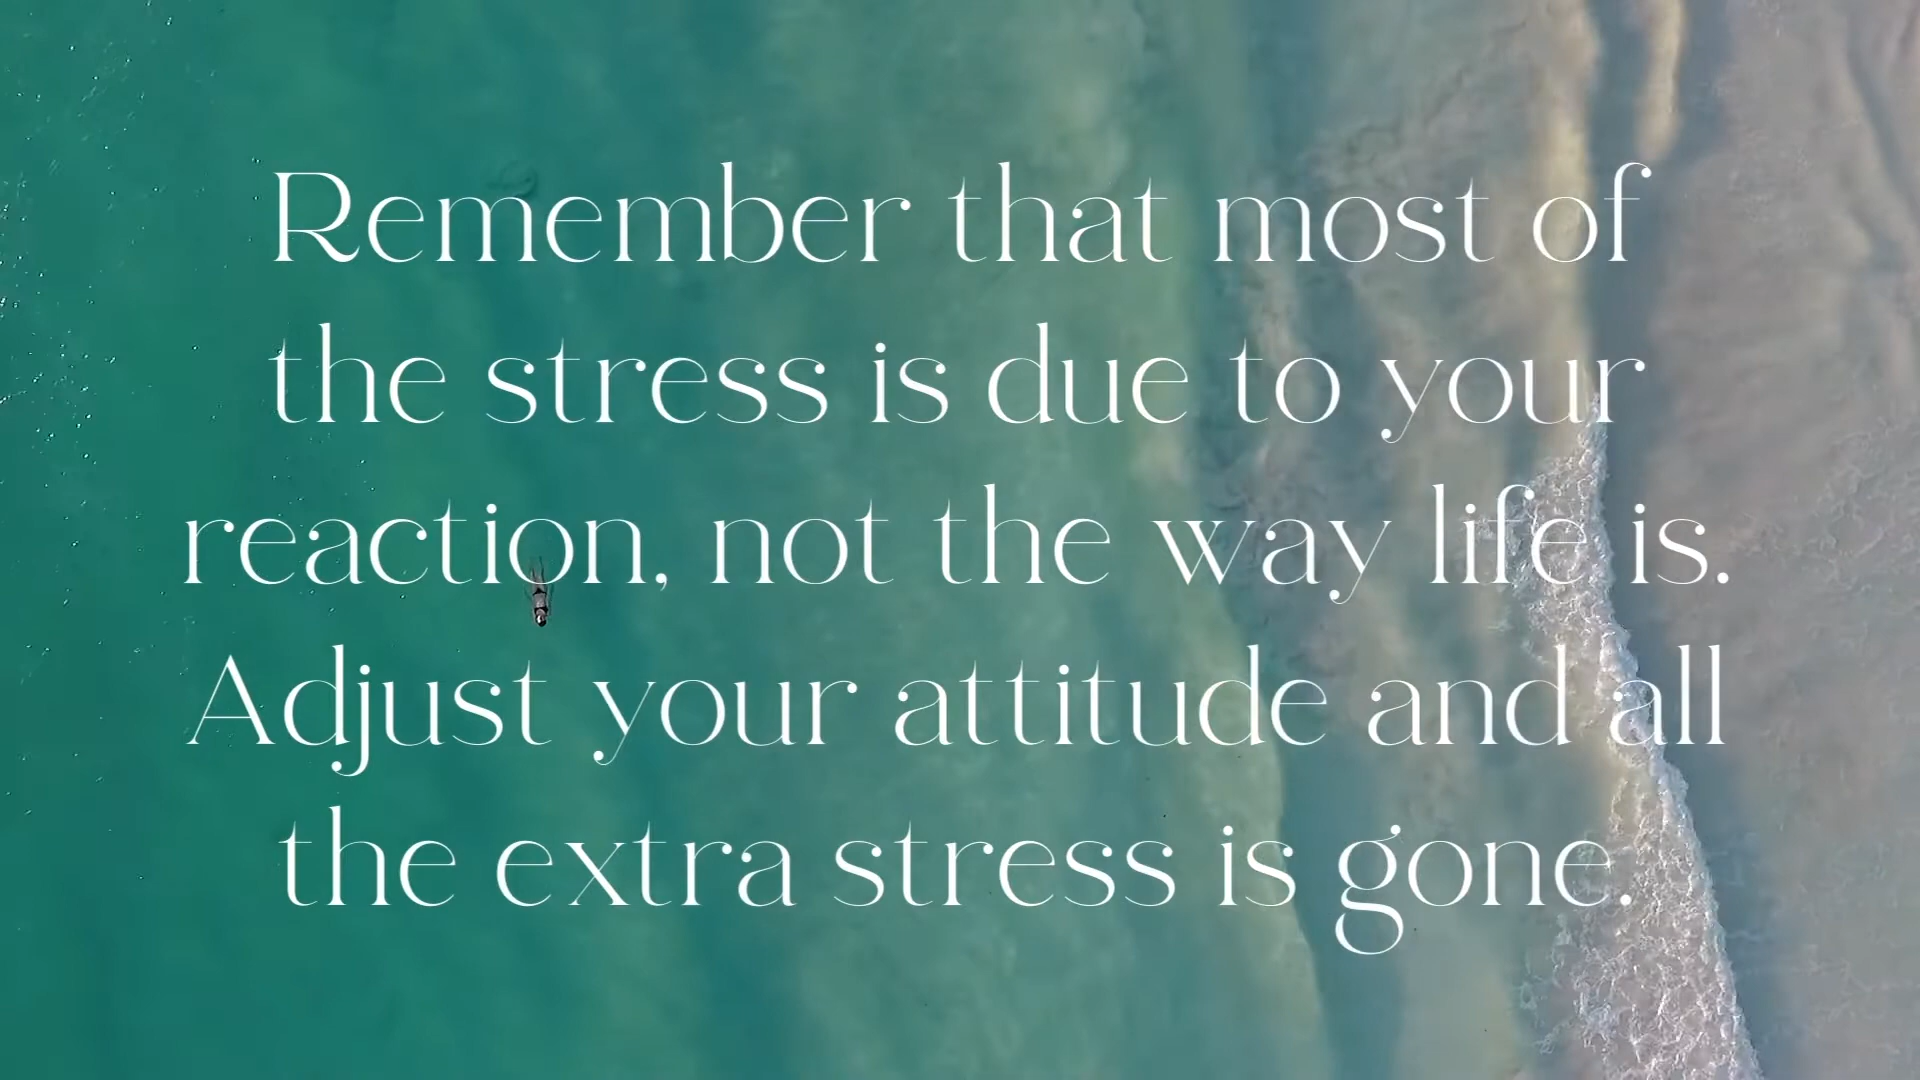 Remember that most of
the stress is due to your
reaction, not the way life is.
Adjust your attitude and all
the extra stress is gone.